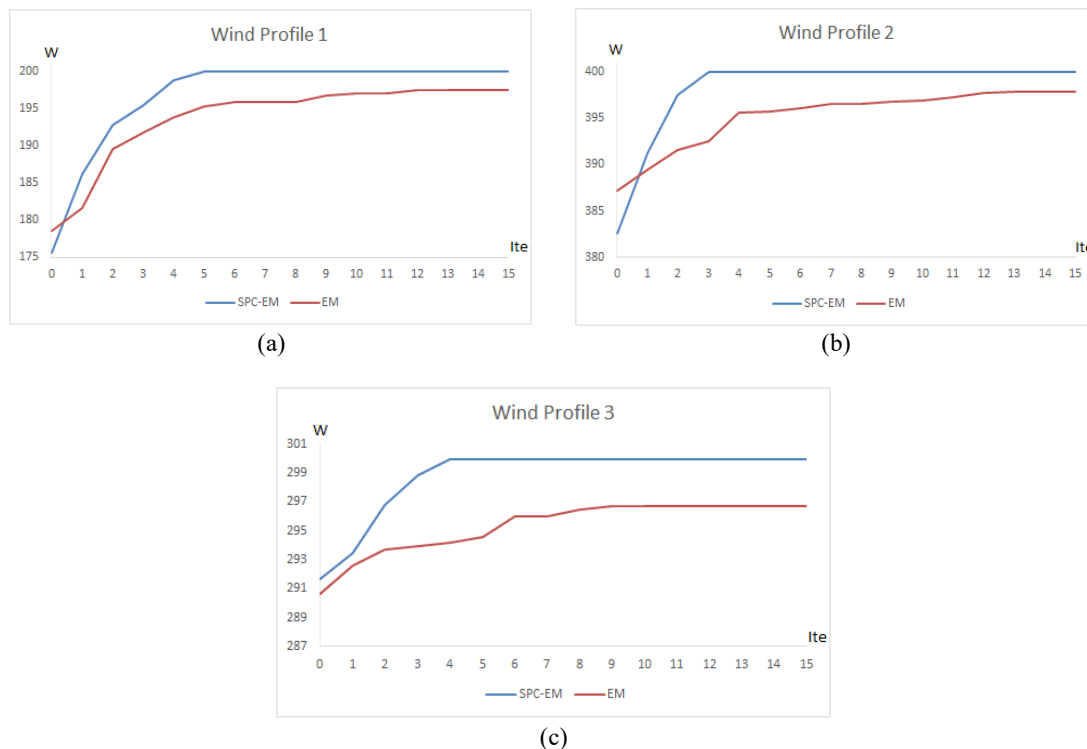 Wind Profile 1
W
200
195
190
185
180
175
Ite
0 1 2 3 4 5 6 7 8 9 10 11 12 13 14 15
SPC-EM EM
(a)
Wind Profile 2
W
400
395
390
385
380
Ite
0 1 2 3 4 5 6 7 8 9 10 11 12 13 14 15
SPC-EM EM
(b)
Wind Profile 3
W
301
299
297
295
293
291
289
287
Ite
0 1 2 3 4 5 6 7 8 9 10 11 12 13 14 15
SPC-EM EM
(c)